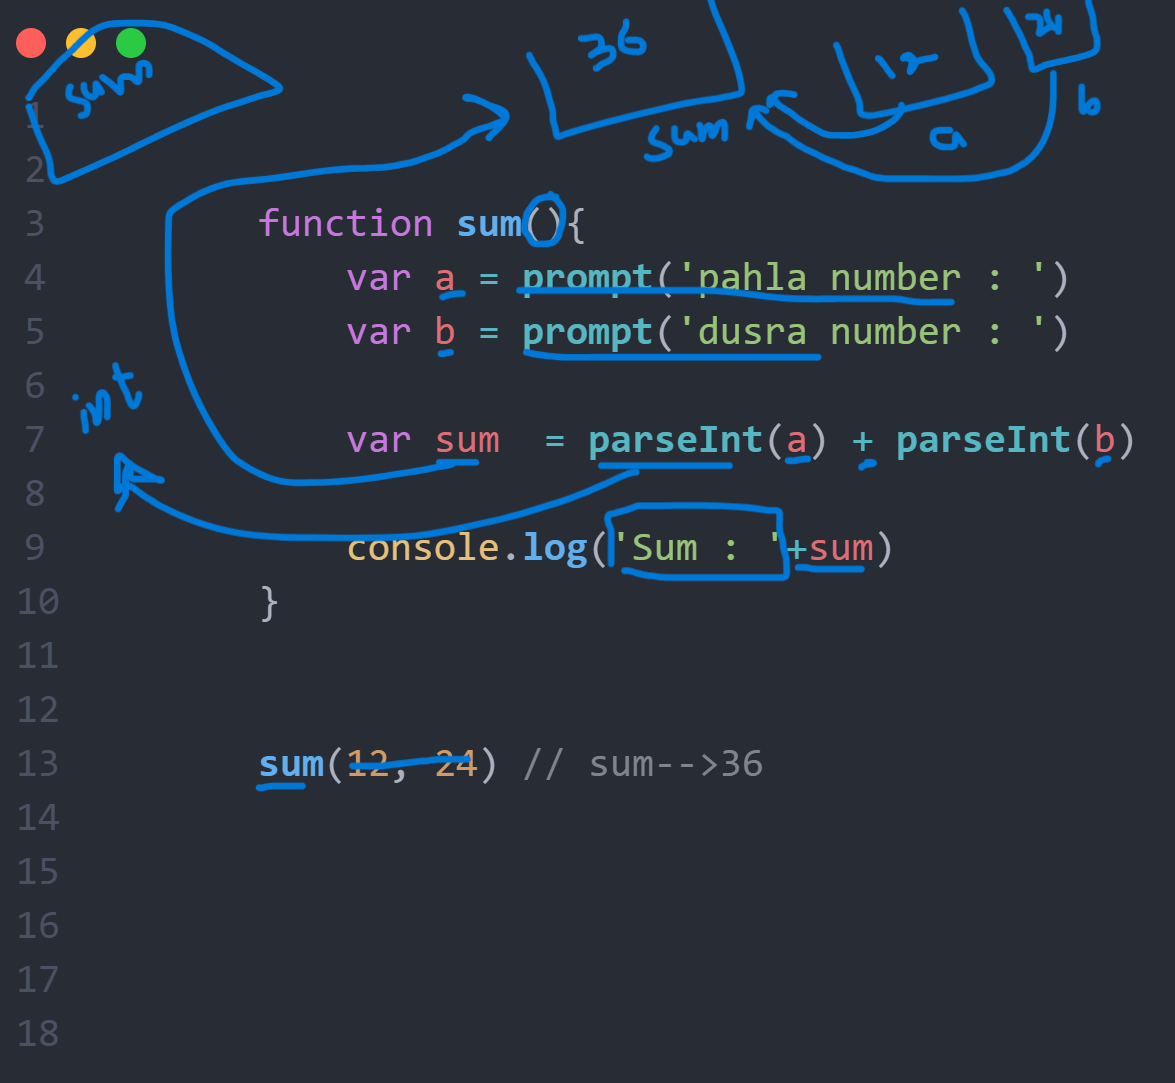 sum
36
12
24
sum
a
b
1
2
3 function sum(){
4 var a = prompt('pahla number : ')
5 var b = prompt('dusra number : ')
6
int
7 var sum  = parseInt(a) + parseInt(b)
8
9 console.log('Sum : '+sum)
10 }
11
12
13 sum(12, 24) // sum-->36
14
15
16
17
18